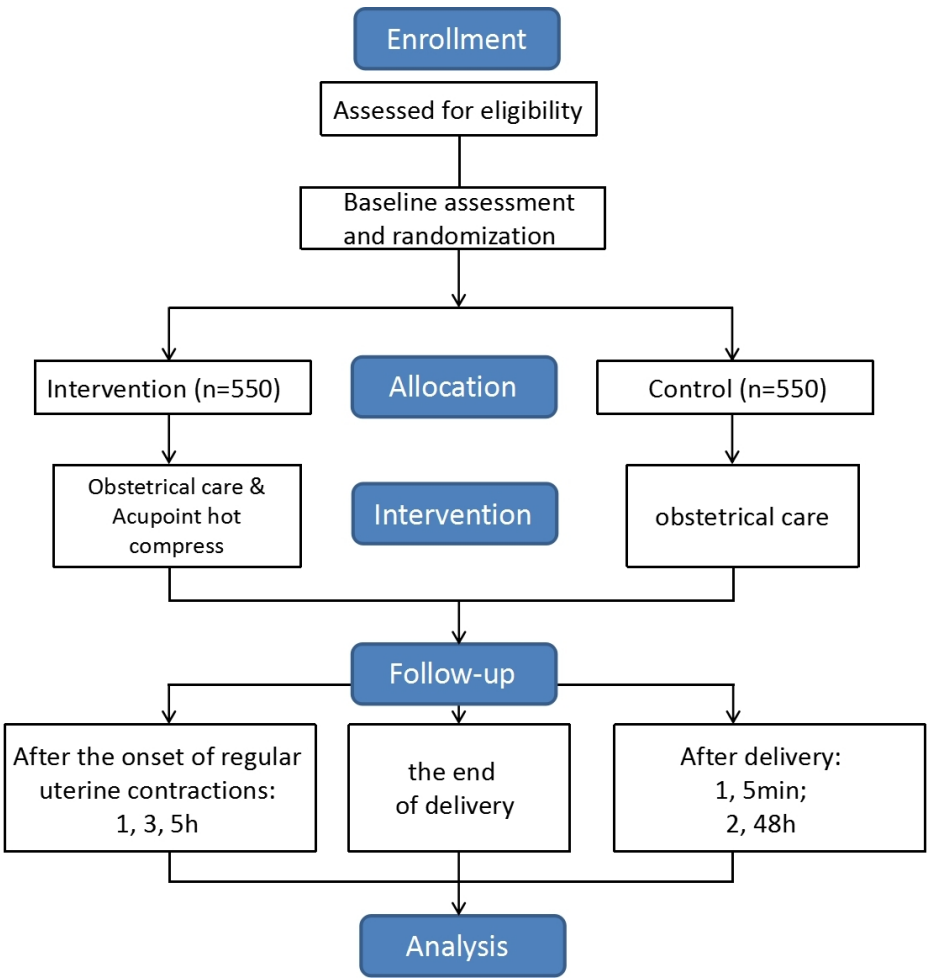 Enrollment
Assessed for eligibility
Baseline assessment
and randomization
Intervention (n=550)
Allocation
Control (n=550)
Obstetrical care &
Acupoint hot
compress
Intervention
obstetrical care
Follow-up
After the onset of regular
uterine contractions:
1, 3, 5h
the end
of delivery
After delivery:
1, 5min;
2, 48h
Analysis